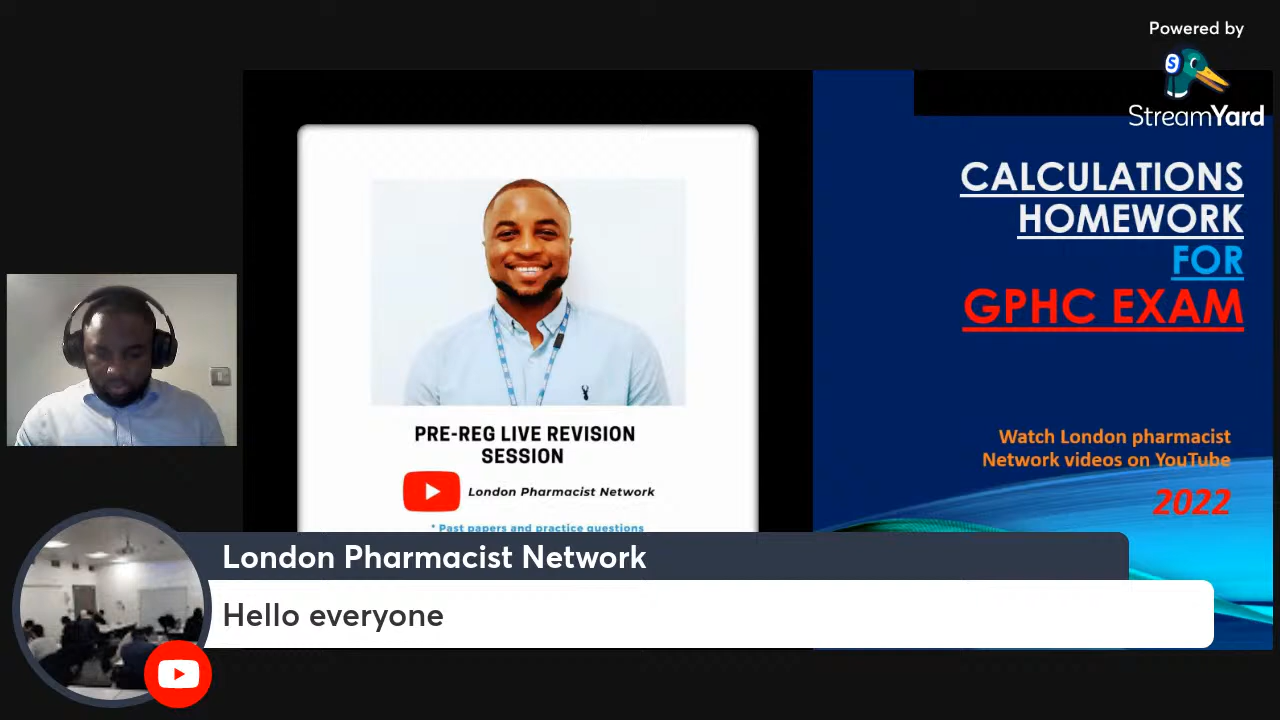 Powered by
S
StreamYard
CALCULATIONS
HOMEWORK
FOR
GPHC EXAM
PRE-REG LIVE REVISION
SESSION
London Pharmacist Network
* Past papers and practice questions
Watch London pharmacist
Network videos on YouTube
2022
London Pharmacist Network
Hello everyone